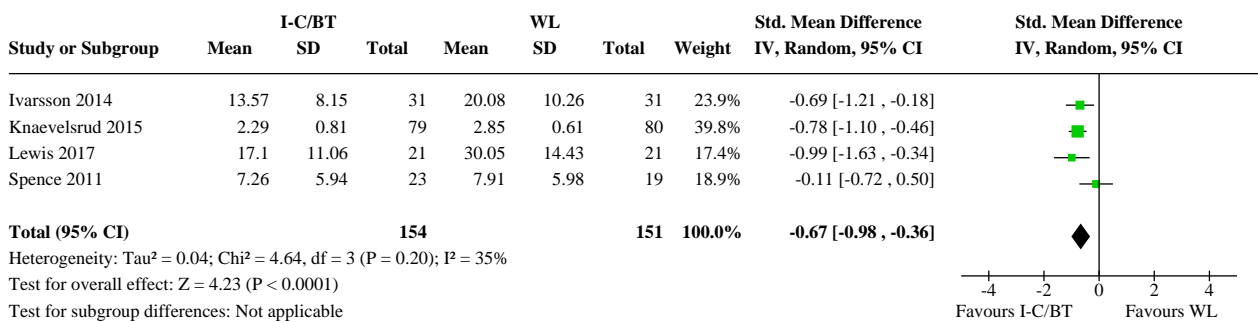 I-C/BT WL Std. Mean Difference Std. Mean Difference
Study or Subgroup Mean SD Total Mean SD Total Weight IV, Random, 95% CI IV, Random, 95% CI
Ivarsson 2014 13.57 8.15 31 20.08 10.26 31 23.9% -0.69 [-1.21 , -0.18]
Knaevelsrud 2015 2.29 0.81 79 2.85 0.61 80 39.8% -0.78 [-1.10 , -0.46]
Lewis 2017 17.1 11.06 21 30.05 14.43 21 17.4% -0.99 [-1.63 , -0.34]
Spence 2011 7.26 5.94 23 7.91 5.98 19 18.9% -0.11 [-0.72 , 0.50]
Total (95% CI) 154 151 100.0% -0.67 [-0.98 , -0.36]
Heterogeneity: Tau² = 0.04; Chi² = 4.64, df = 3 (P = 0.20); I² = 35%
Test for overall effect: Z = 4.23 (P < 0.0001)
-4 -2 0 2 4
Test for subgroup differences: Not applicable
Favours I-C/BT Favours WL